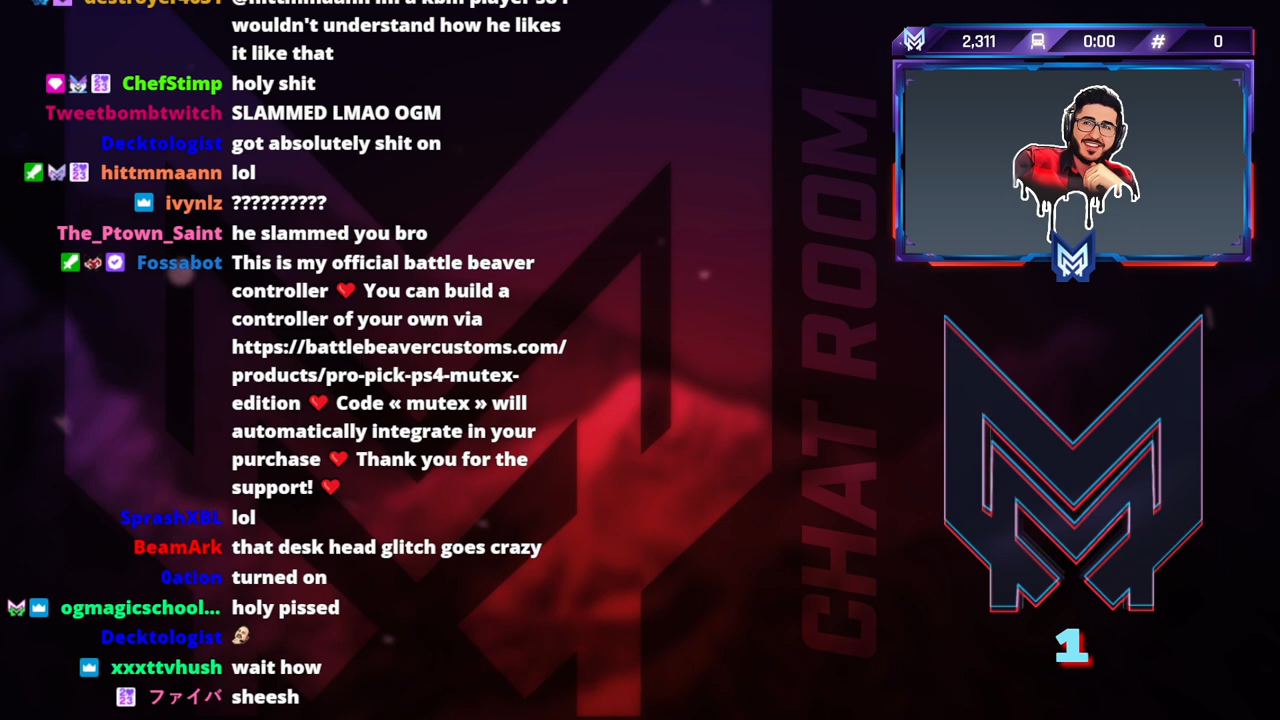 wouldn't understand how he likes
it like that
ChefStimp holy shit
Tweetbombtwitch SLAMMED LMAO OGM
Decktologist got absolutely shit on
hittmmaann lol
ivynlz ??????????
The_Ptown_Saint he slammed you bro
Fossabot This is my official battle beaver
controller ❤ You can build a
controller of your own via
https://battlebeavercustoms.com/
products/pro-pick-ps4-mutex-
edition ❤ Code « mutex » will
automatically integrate in your
purchase ❤ Thank you for the
support! ❤
SprashXBL lol
BeamArk that desk head glitch goes crazy
0ation turned on
ogmagicschool... holy pissed
Decktologist
xxxttvhush wait how
ファイバ sheesh
CHAT ROOM
2,311 0:00 # 0
1